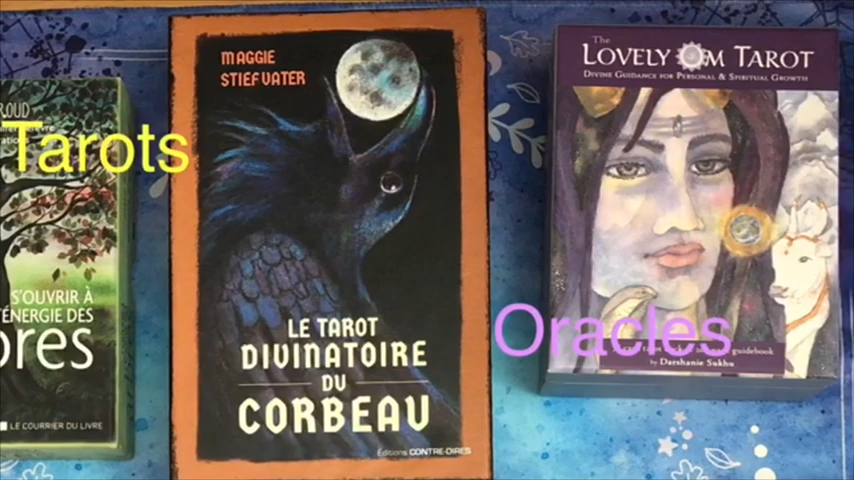 ROUD
Tarots
S'OUVRIR À
L'ÉNERGIE DES
LE COURRIER DU LIVRE
MAGGIE
STIEFVATER
LE TAROT
DIVINATOIRE
DU
CORBEAU
Éditions CONTRE-DIRES
The
LOVELY OM TAROT
DIVINE GUIDANCE FOR PERSONAL & SPIRITUAL GROWTH
Oracles
guidebook
by Darshanie Sukhu